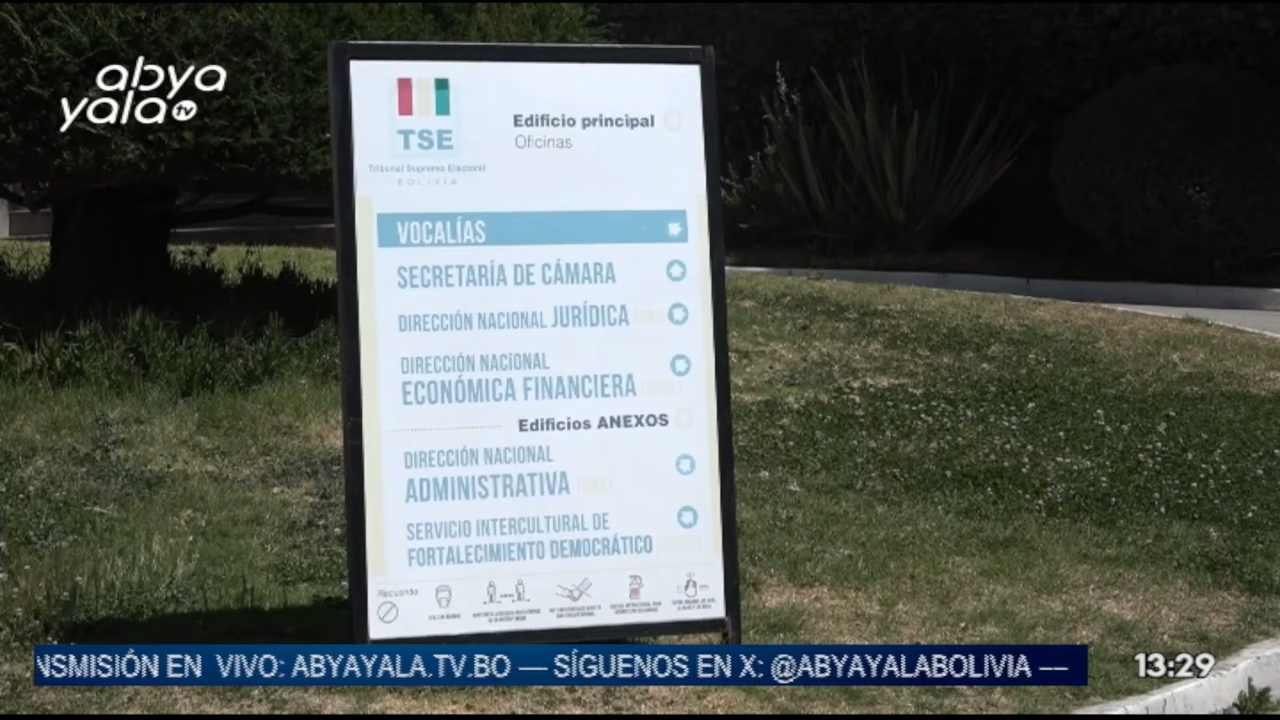 abya
yala tv
TSE
Tribunal Supremo Electoral
BOLIVIA
Edificio principal
Oficinas
VOCALÍAS
SECRETARÍA DE CÁMARA
DIRECCIÓN NACIONAL JURÍDICA
DIRECCIÓN NACIONAL
ECONÓMICA FINANCIERA
Edificios ANEXOS
DIRECCIÓN NACIONAL
ADMINISTRATIVA
SERVICIO INTERCULTURAL DE
FORTALECIMIENTO DEMOCRÁTICO
Recuerde
NSMISIÓN EN VIVO: ABYAYALA.TV.BO — SÍGUENOS EN X: @ABYAYALABOLIVIA —
13:29